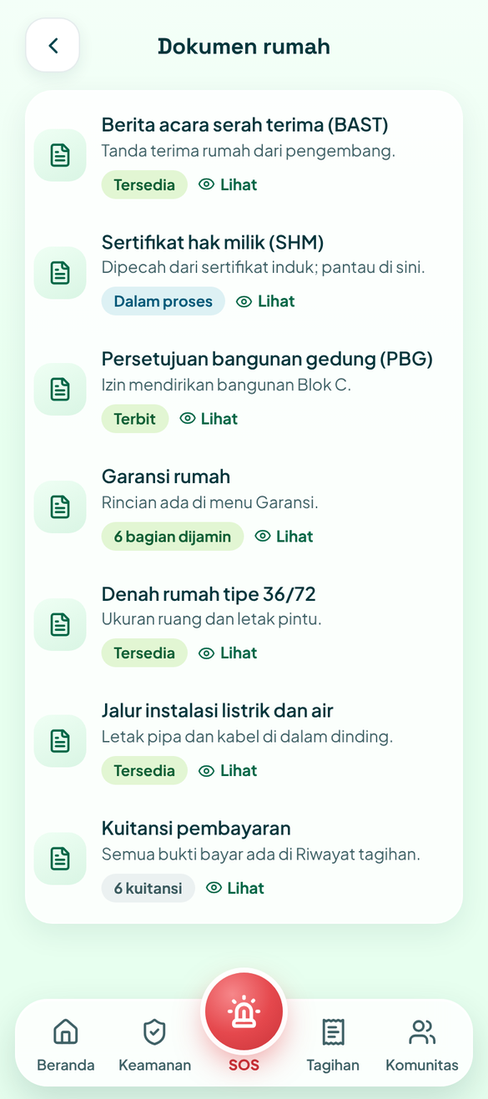 Dokumen rumah
Berita acara serah terima (BAST)
Tanda terima rumah dari pengembang.
Tersedia Lihat
Sertifikat hak milik (SHM)
Dipecah dari sertifikat induk; pantau di sini.
Dalam proses Lihat
Persetujuan bangunan gedung (PBG)
Izin mendirikan bangunan Blok C.
Terbit Lihat
Garansi rumah
Rincian ada di menu Garansi.
6 bagian dijamin Lihat
Denah rumah tipe 36/72
Ukuran ruang dan letak pintu.
Tersedia Lihat
Jalur instalasi listrik dan air
Letak pipa dan kabel di dalam dinding.
Tersedia Lihat
Kuitansi pembayaran
Semua bukti bayar ada di Riwayat tagihan.
6 kuitansi Lihat
Beranda Keamanan SOS Tagihan Komunitas